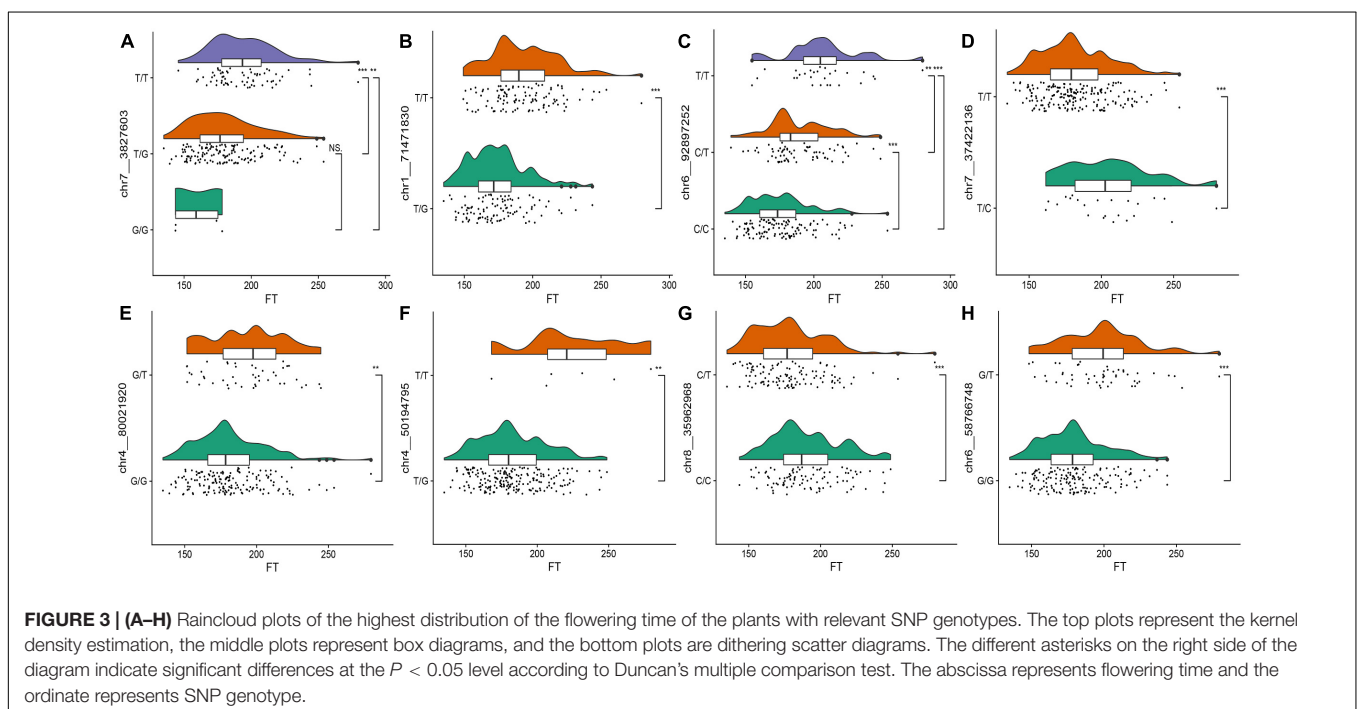 A
B
C
D
T/T
*** **
T/G
NS.
G/G
chr7__3827603
150
200
250
300
FT
T/T
***
T/G
chr1__71471830
150
200
250
300
FT
T/T
** ***
C/T
***
C/C
chr6__92897252
150
200
250
300
FT
T/T
***
T/C
chr7__37422136
150
200
250
FT
E
F
G
H
G/T
**
G/G
chr4__80021920
150
200
250
FT
T/T
**
T/G
chr4__50194795
150
200
250
FT
C/T
***
C/C
chr8__35962968
150
200
250
FT
G/T
***
G/G
chr6__58766748
150
200
250
FT
FIGURE 3 | (A–H) Raincloud plots of the highest distribution of the flowering time of the plants with relevant SNP genotypes. The top plots represent the kernel
density estimation, the middle plots represent box diagrams, and the bottom plots are dithering scatter diagrams. The different asterisks on the right side of the
diagram indicate significant differences at the P < 0.05 level according to Duncan's multiple comparison test. The abscissa represents flowering time and the
ordinate represents SNP genotype.